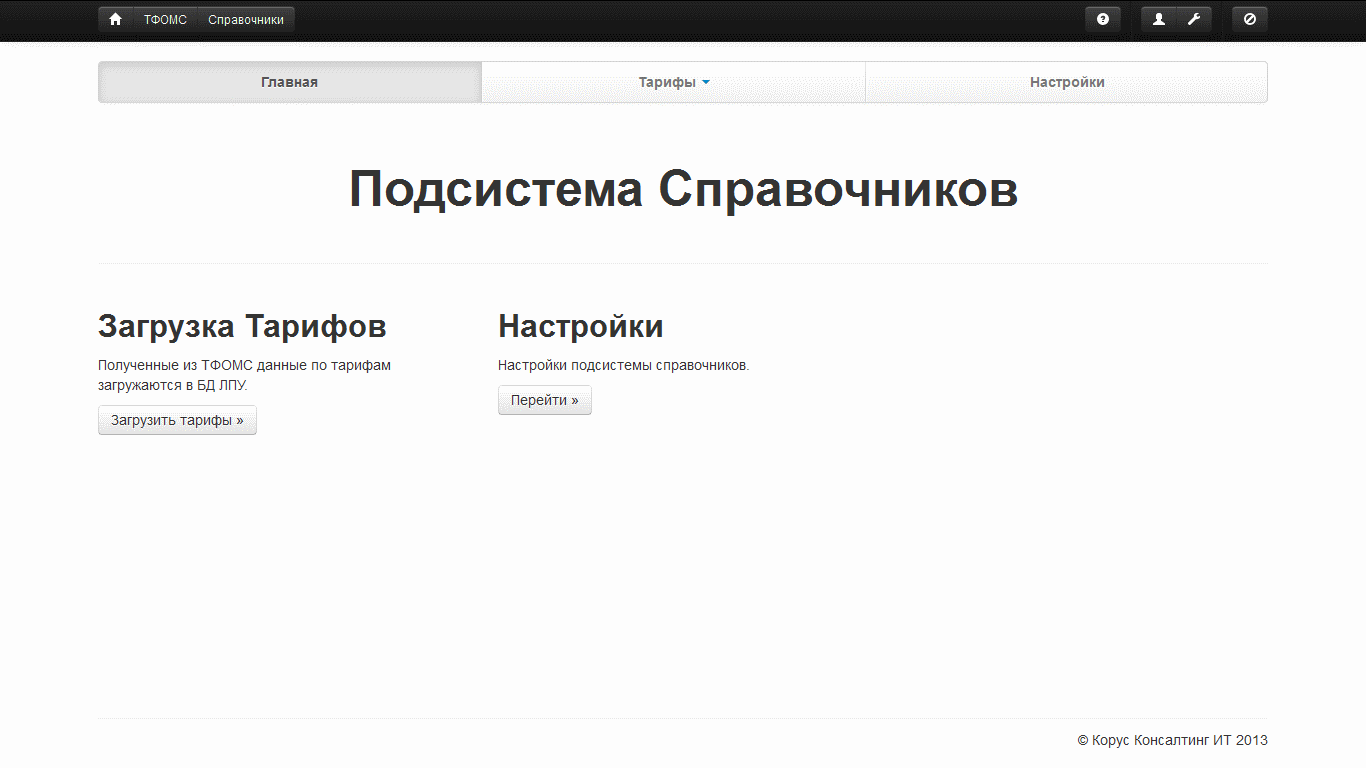 ТФОМС Справочники
Главная Тарифы Настройки
Подсистема Справочников
Загрузка Тарифов
Полученные из ТФОМС данные по тарифам
загружаются в БД ЛПУ.
Загрузить тарифы »
Настройки
Настройки подсистемы справочников.
Перейти »
© Корус Консалтинг ИТ 2013